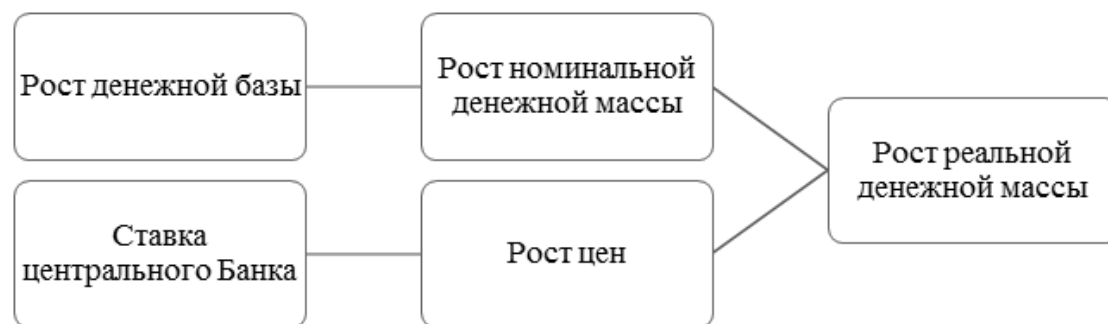 Рост денежной базы
Рост номинальной
денежной массы
Рост реальной
денежной массы
Ставка
центрального Банка
Рост цен